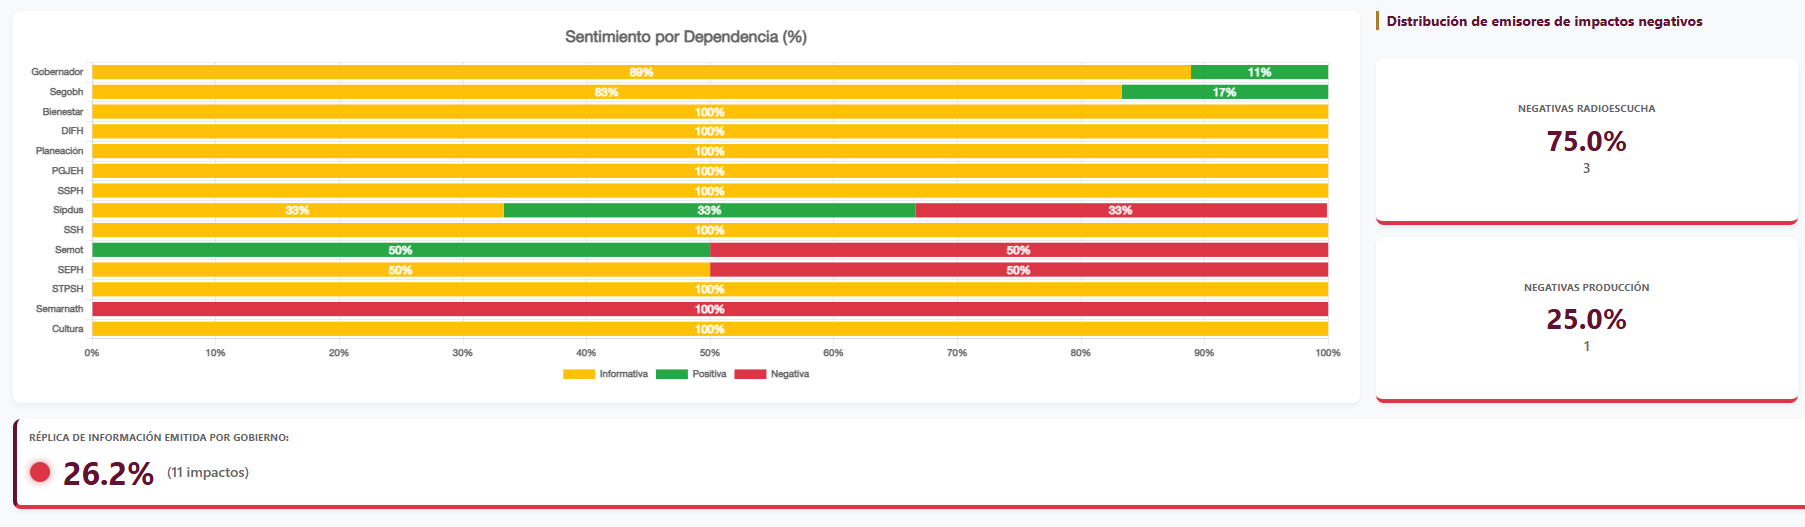 Sentimiento por Dependencia (%)
Gobernador 89% 11%
Segobh 83% 17%
Bienestar 100%
DIFH 100%
Planeación 100%
PGJEH 100%
SSPH 100%
Sipdus 33% 33% 33%
SSH 100%
Semot 50% 50%
SEPH 50% 50%
STPSH 100%
Semarnath 100%
Cultura 100%
0% 10% 20% 30% 40% 50% 60% 70% 80% 90% 100%
Informativa Positiva Negativa
Distribución de emisores de impactos negativos
NEGATIVAS RADIOESCUCHA
75.0%
3
NEGATIVAS PRODUCCIÓN
25.0%
1
RÉPLICA DE INFORMACIÓN EMITIDA POR GOBIERNO:
26.2% (11 impactos)